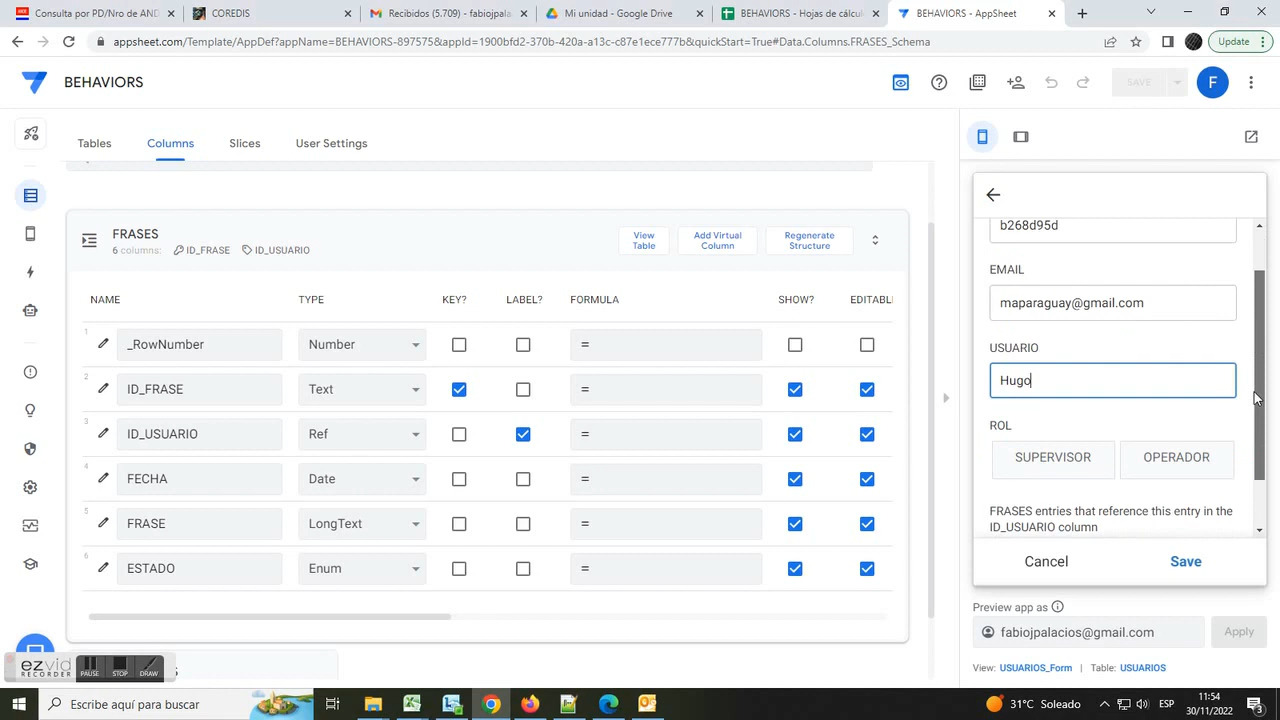 Consulta por PD/Nro de AND
COREDIS
Recibidos (5.7
fabiojpala
Mi unidad - Google Drive
BEHAVIORS - Hojas de cálcul
BEHAVIORS - AppSheet
appsheet.com/Template/AppDef?appName=BEHAVIORS-897575&appId=1900bfd2-370b-420a-a13c-c87e1ece777b&quickStart=True#Data.Columns.FRASES_Schema
Update
BEHAVIORS
SAVE
F
Tables
Columns
Slices
User Settings
FRASES
6 columns:
ID_FRASE
ID_USUARIO
View Table
Add Virtual Column
Regenerate Structure
NAME
TYPE
KEY?
LABEL?
FORMULA
SHOW?
EDITABL
1
_RowNumber
Number
=
2
ID_FRASE
Text
=
3
ID_USUARIO
Ref
=
4
FECHA
Date
=
5
FRASE
LongText
=
6
ESTADO
Enum
=
b268d95d
EMAIL
maparaguay@gmail.com
USUARIO
Hugo
ROL
SUPERVISOR
OPERADOR
FRASES entries that reference this entry in the
ID_USUARIO column
Cancel
Save
Preview app as
fabiojpalacios@gmail.com
Apply
View: USUARIOS_Form | Table: USUARIOS
ezvid
RECORDER
PAUSE
STOP
DRAW
Escribe aquí para buscar
31°C Soleado
ESP
11:54
30/11/2022
3